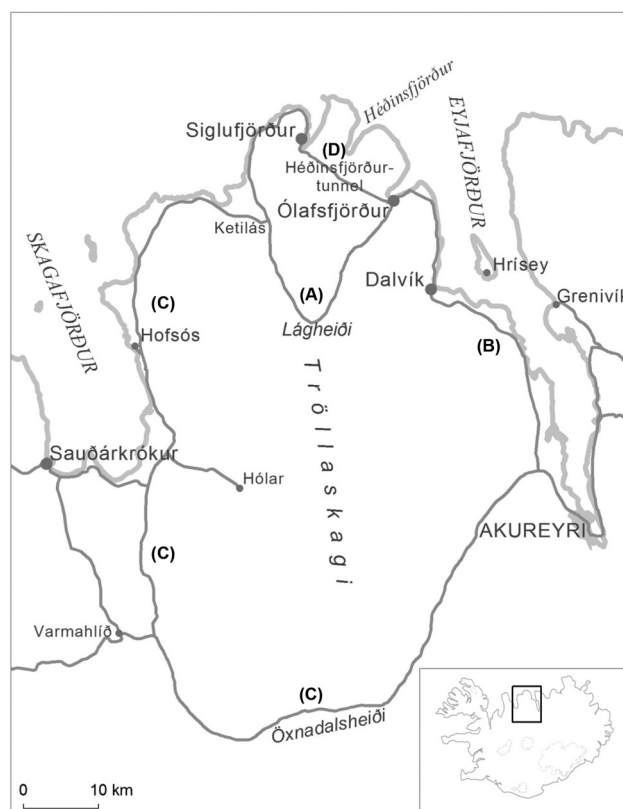 Héðinsfjörður
Siglufjörður
(D)
Héðinsfjörður-
tunnel
EYJAFJÖRÐUR
Ólafsfjörður
Ketilás
SKAGAFJÖRÐUR
Hrísey
Dalvík
(A)
Grenivík
(C)
Lágheiði
Hofsós
(B)
Tröllaskagi
Sauðárkrókur
Hólar
AKUREYRI
(C)
Varmahlíð
(C)
Öxnadalsheiði
0 10 km